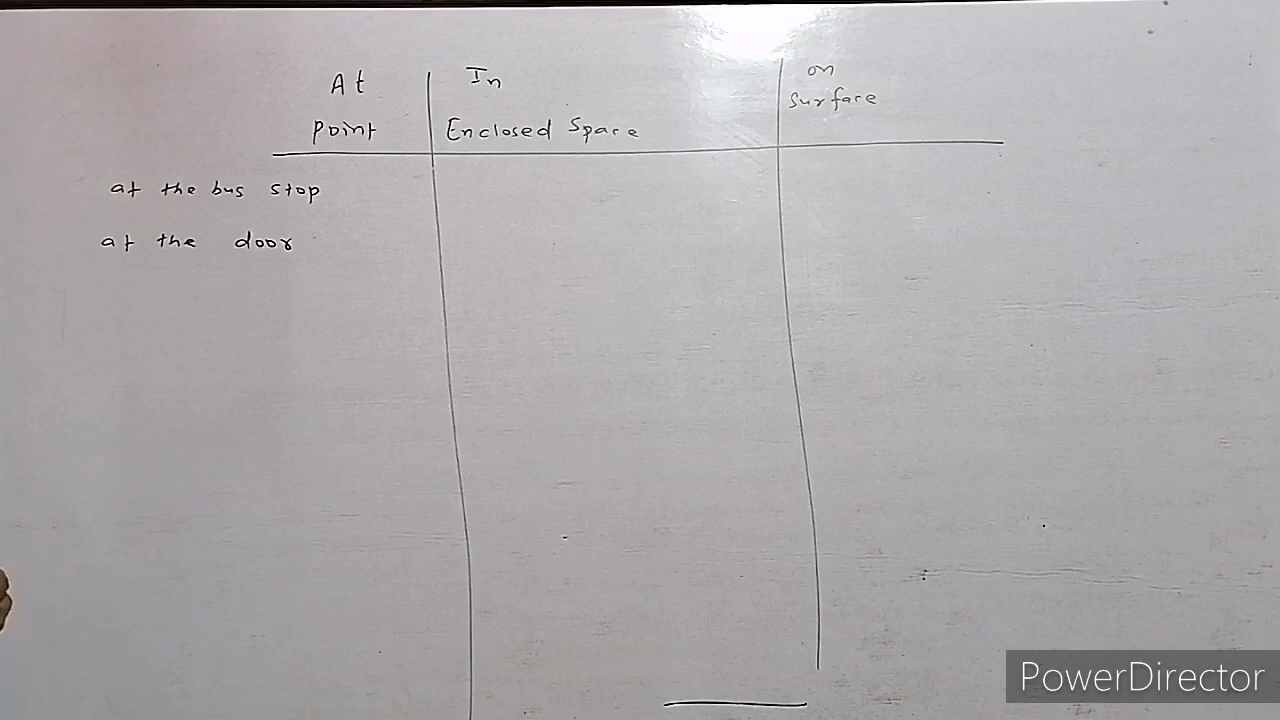 At
point
In
Enclosed Space
on
Surface
at the bus stop
at the door
PowerDirector